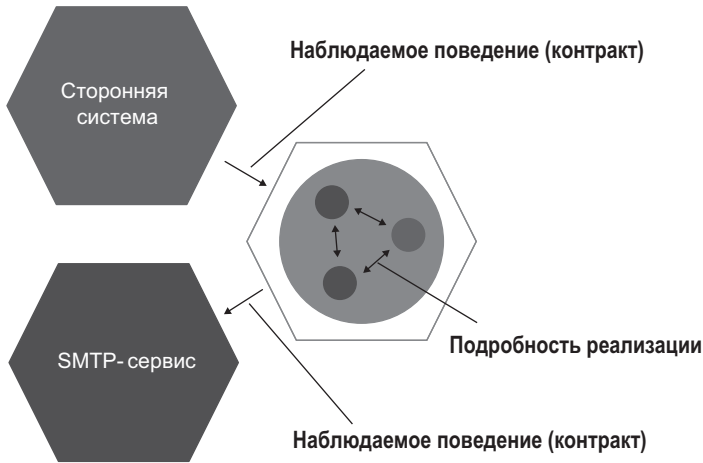 Наблюдаемое поведение (контракт)
Сторонняя
система
SMTP- сервис
Подробность реализации
Наблюдаемое поведение (контракт)